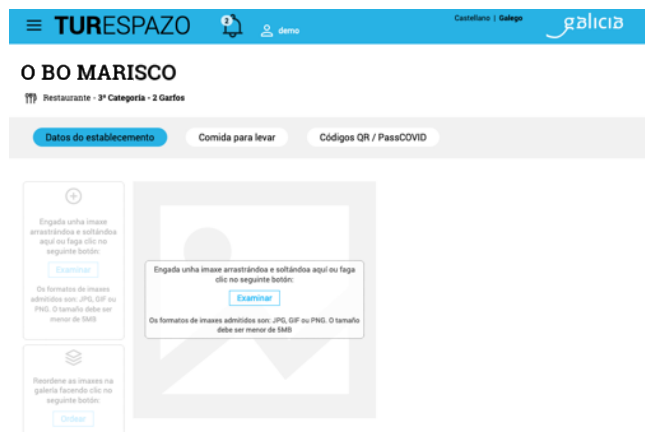 TURESPAZO
2
demo
Castellano | Galego
galicia
O BO MARISCO
Restaurante - 3ª Categoria - 2 Garfos
Datos do establecemento
Comida para levar
Códigos QR / PassCOVID
Engada unha imaxe
arrastrándoa e soltándoa
aquí ou faga clic no
seguinte botón:
Examinar
Os formatos de imaxes
admitidos son: JPG, GIF ou
PNG. O tamaño debe ser
menor de 5MB
Engada unha imaxe arrastrándoa e soltándoa aquí ou faga
clic no seguinte botón:
Examinar
Os formatos de imaxes admitidos son: JPG, GIF ou PNG. O tamaño
debe ser menor de 5MB
Reordene as imaxes na
galería facendo clic no
seguinte botón:
Ordear